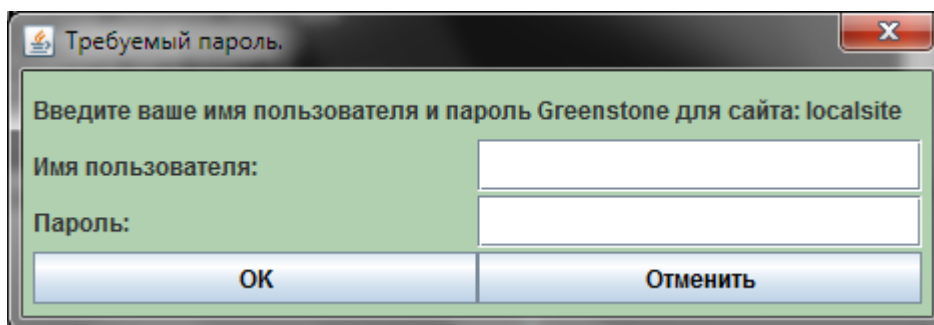 Требуемый пароль.
Введите ваше имя пользователя и пароль Greenstone для сайта: localsite
Имя пользователя:
Пароль:
OK Отменить